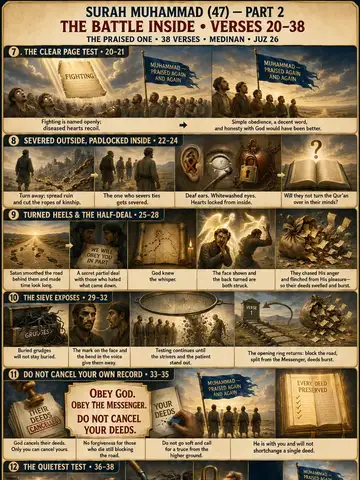 SURAH MUHAMMAD (47) — PART 2
THE BATTLE INSIDE • VERSES 20–38
THE PRAISED ONE • 38 VERSES • MEDINAN • JUZ 26
7 THE CLEAR PAGE TEST • 20–21
FIGHTING
MUHAMMAD
PRAISED AGAIN
AND AGAIN
MUHAMMAD
PRAISED AGAIN
AND AGAIN
Fighting is named openly;
diseased hearts recoil.
Simple obedience, a decent word,
and honesty with God would have been better.
8 SEVERED OUTSIDE, PADLOCKED INSIDE • 22–24
?
Turn away; spread ruin
and cut the ropes of kinship.
The one who severs ties
gets severed.
Deaf ears. Whitewashed eyes.
Hearts locked from inside.
Will they not turn the Qur'an
over in their minds?
9 TURNED HEELS & THE HALF-DEAL • 25–28
WE WILL
OBEY YOU
IN PART
Satan smoothed the road
behind them and made
time look long.
A secret partial deal
with those who hated
what came down.
God knew
the whisper.
The face shown and
the back turned are
both struck.
They chased His anger
and flinched from His pleasure—
so their deeds swelled and burst.
10 THE SIEVE EXPOSES • 29–32
GRUDGES
VERSE
Buried grudges
will not stay buried.
The mark on the face and
the bend in the voice
give them away.
Testing continues until
the strivers and the patient
stand out.
The opening ring returns: block the road,
split from the Messenger, deeds burst.
11 DO NOT CANCEL YOUR OWN RECORD • 33–35
THEIR
DEEDS
CANCELLED
OBEY GOD.
OBEY THE MESSENGER.
DO NOT CANCEL
YOUR DEEDS.
YOUR
DEEDS
MUHAMMAD
PRAISED AGAIN
AND AGAIN
EVERY DEED
PRESERVED
God cancels their deeds.
Only you can cancel yours.
No forgiveness for those
who die still blocking
the road.
Do not go soft and call
for a truce from the
higher ground.
He is with you and will not
shortchange a single deed.
12 THE QUIETEST TEST • 36–38